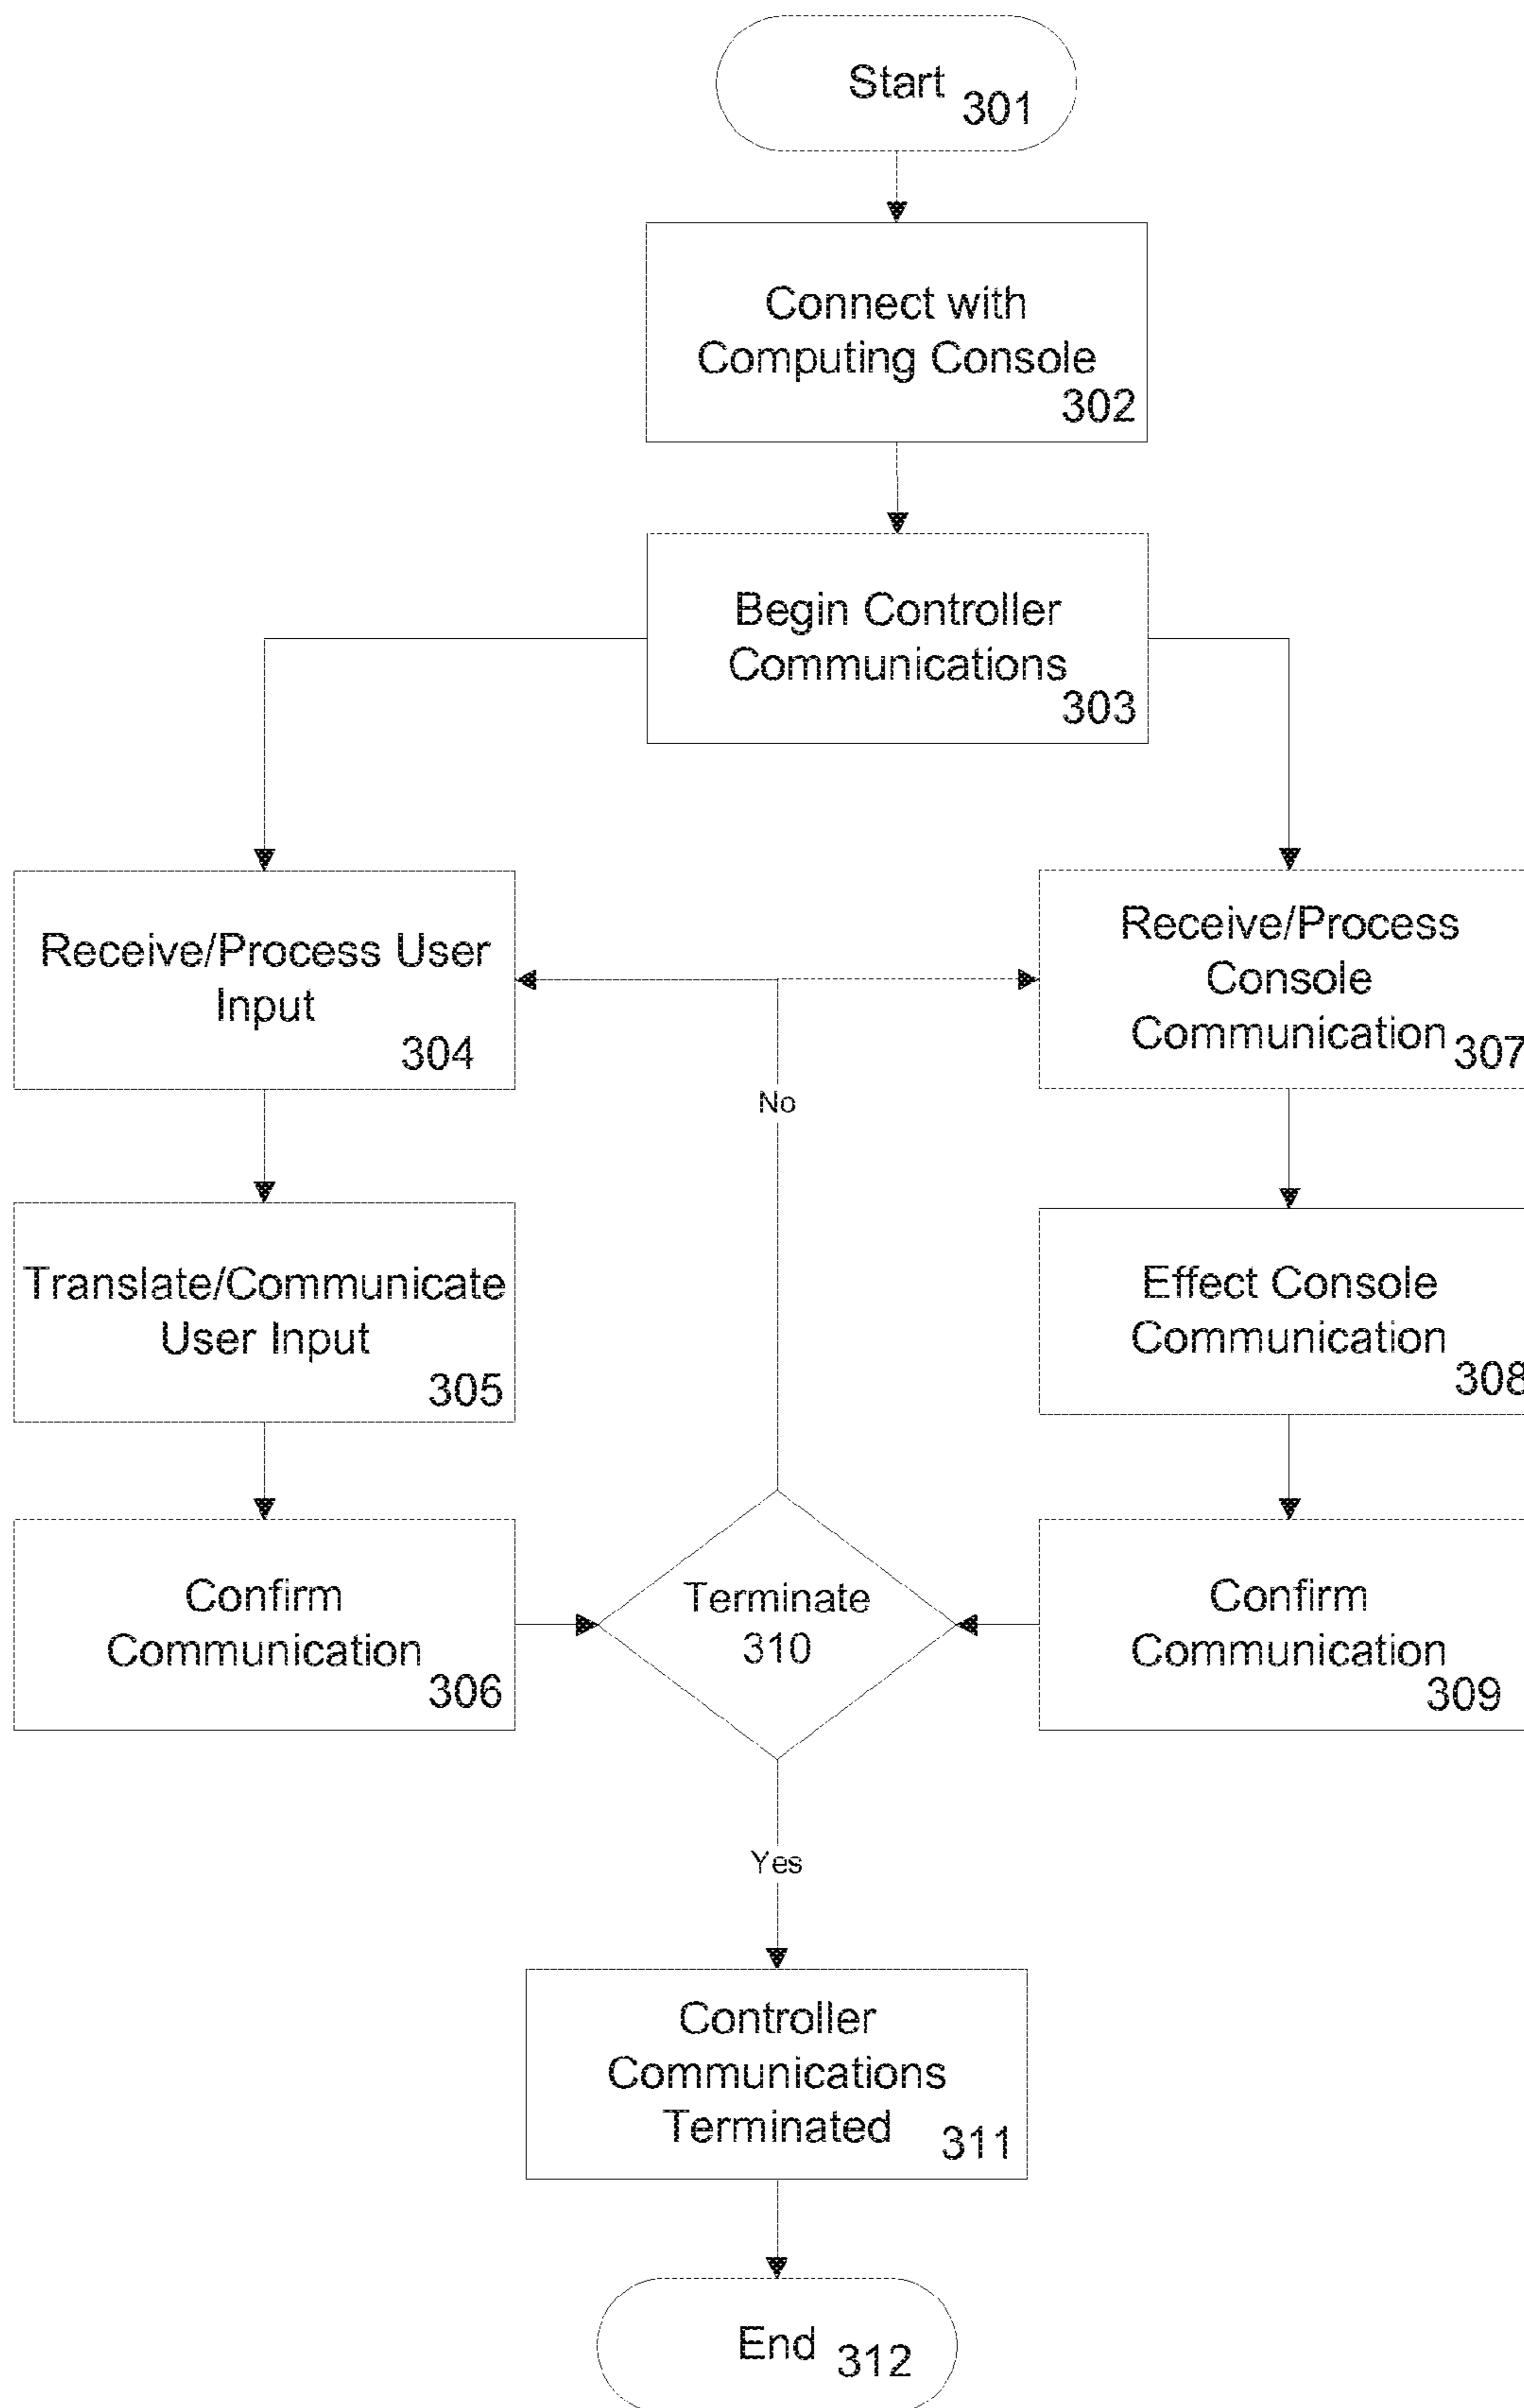 Start 301
Connect with
Computing Console
302
Begin Controller
Communications
303
Receive/Process User
Input
304
Receive/Process
Console
Communication 307
No
Translate/Communicate
User Input
305
Effect Console
Communication
308
Confirm
Communication
306
Terminate
310
Confirm
Communication
309
Yes
Controller
Communications
Terminated 311
End 312